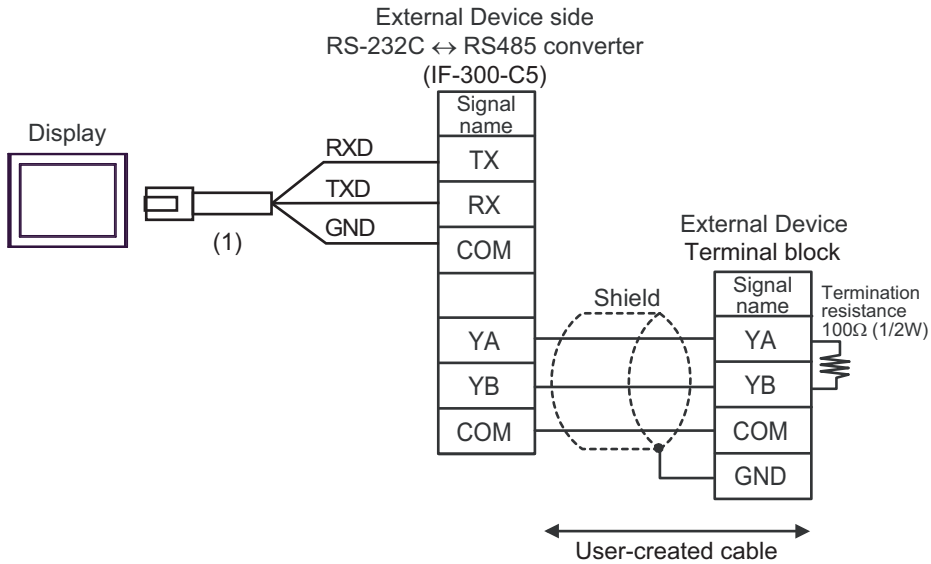 External Device side
RS-232C ↔ RS485 converter
(IF-300-C5)
Display
(1)
RXD
TXD
GND
Signal
name
TX
RX
COM
YA
YB
COM
Shield
External Device
Terminal block
Signal
name
YA
YB
COM
GND
Termination
resistance
100Ω (1/2W)
User-created cable